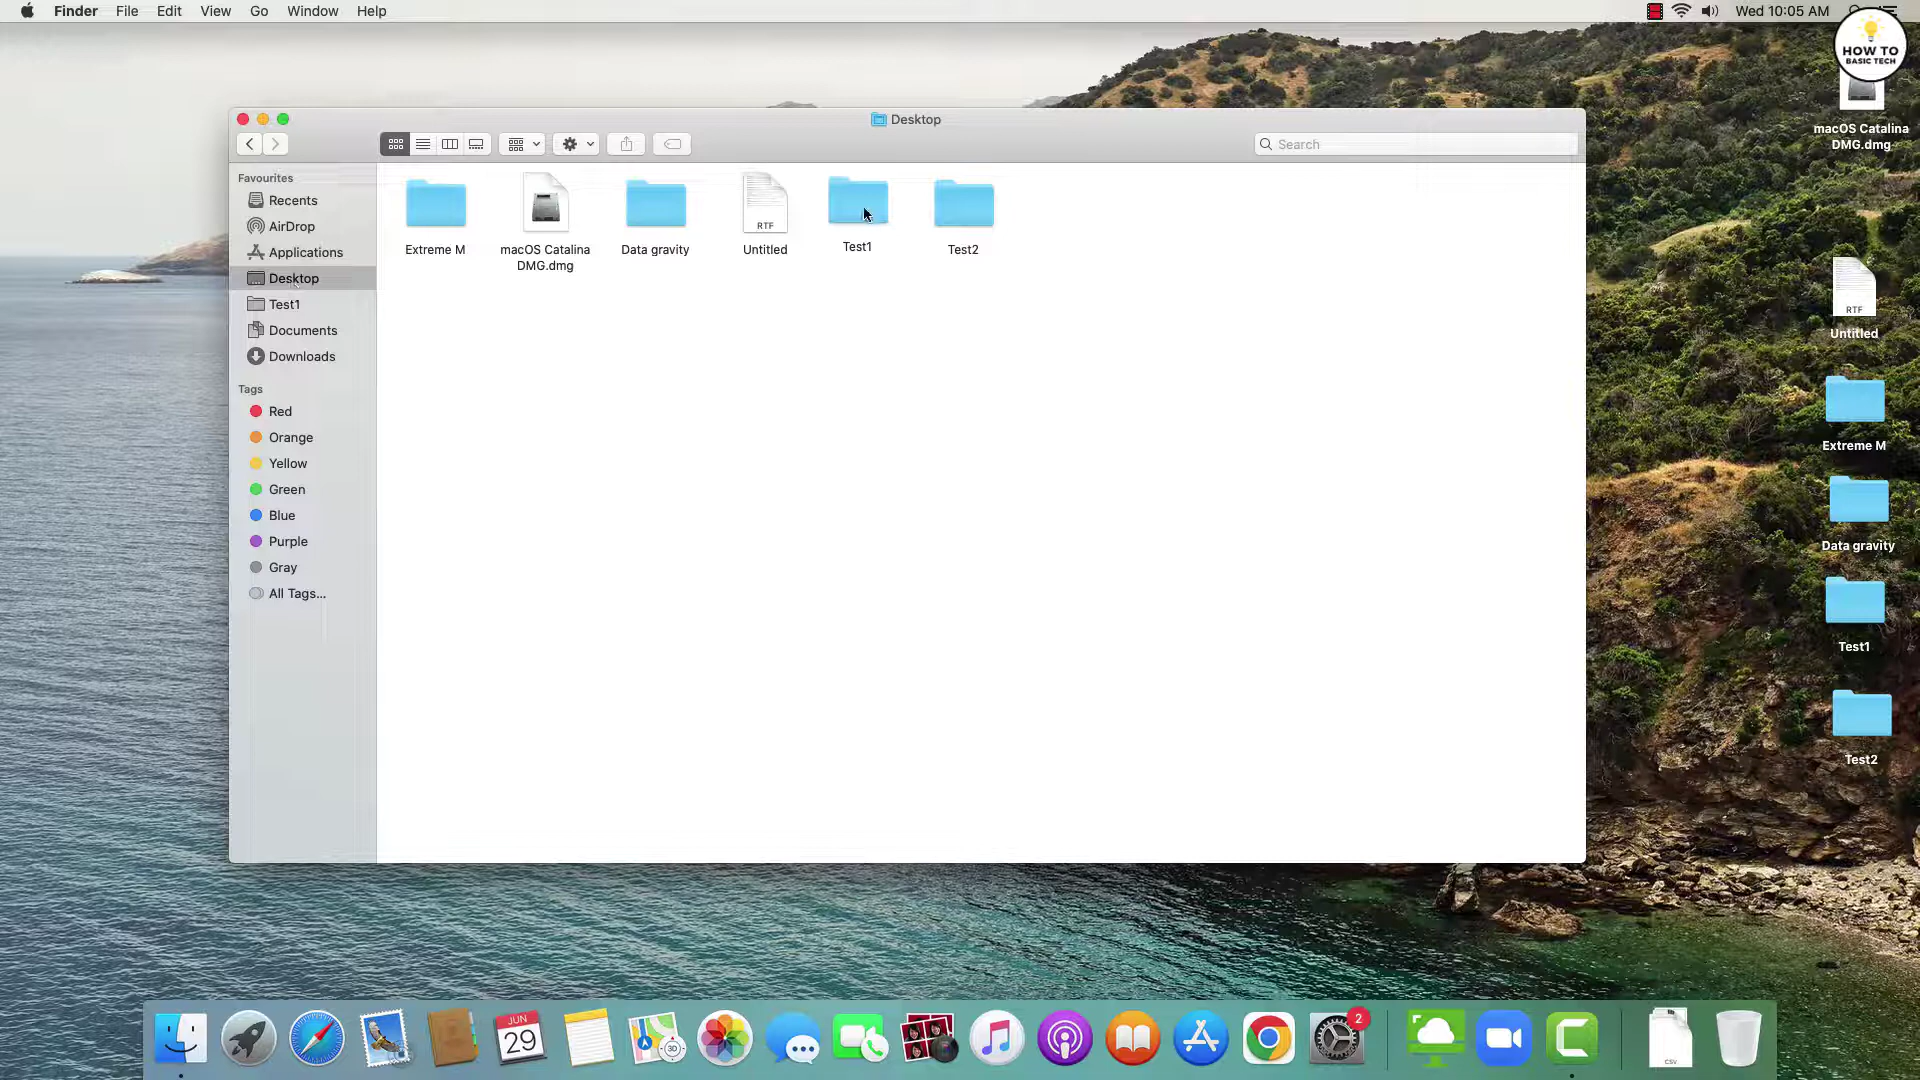 Finder File Edit View Go Window Help
Wed 10:05 AM
HOW TO
BASIC TECH
Desktop
Search
Favourites
Recents
AirDrop
Applications
Desktop
Test1
Documents
Downloads
Tags
Red
Orange
Yellow
Green
Blue
Purple
Gray
All Tags...
Extreme M
macOS Catalina
DMG.dmg
Data gravity
RTF
Untitled
Test1
Test2
macOS Catalina
DMG.dmg
RTF
Untitled
Extreme M
Data gravity
Test1
Test2
JUN
29
30
2
CSV